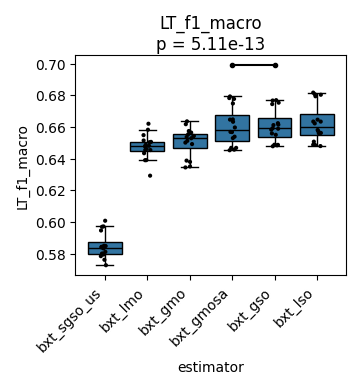 LT_f1_macro
p = 5.11e-13
0.70
0.68
0.66
0.64
0.62
0.60
0.58
LT_f1_macro
bxt_sgso_us
bxt_lmo
bxt_gmo
bxt_gmosa
bxt_gso
bxt_lso
estimator